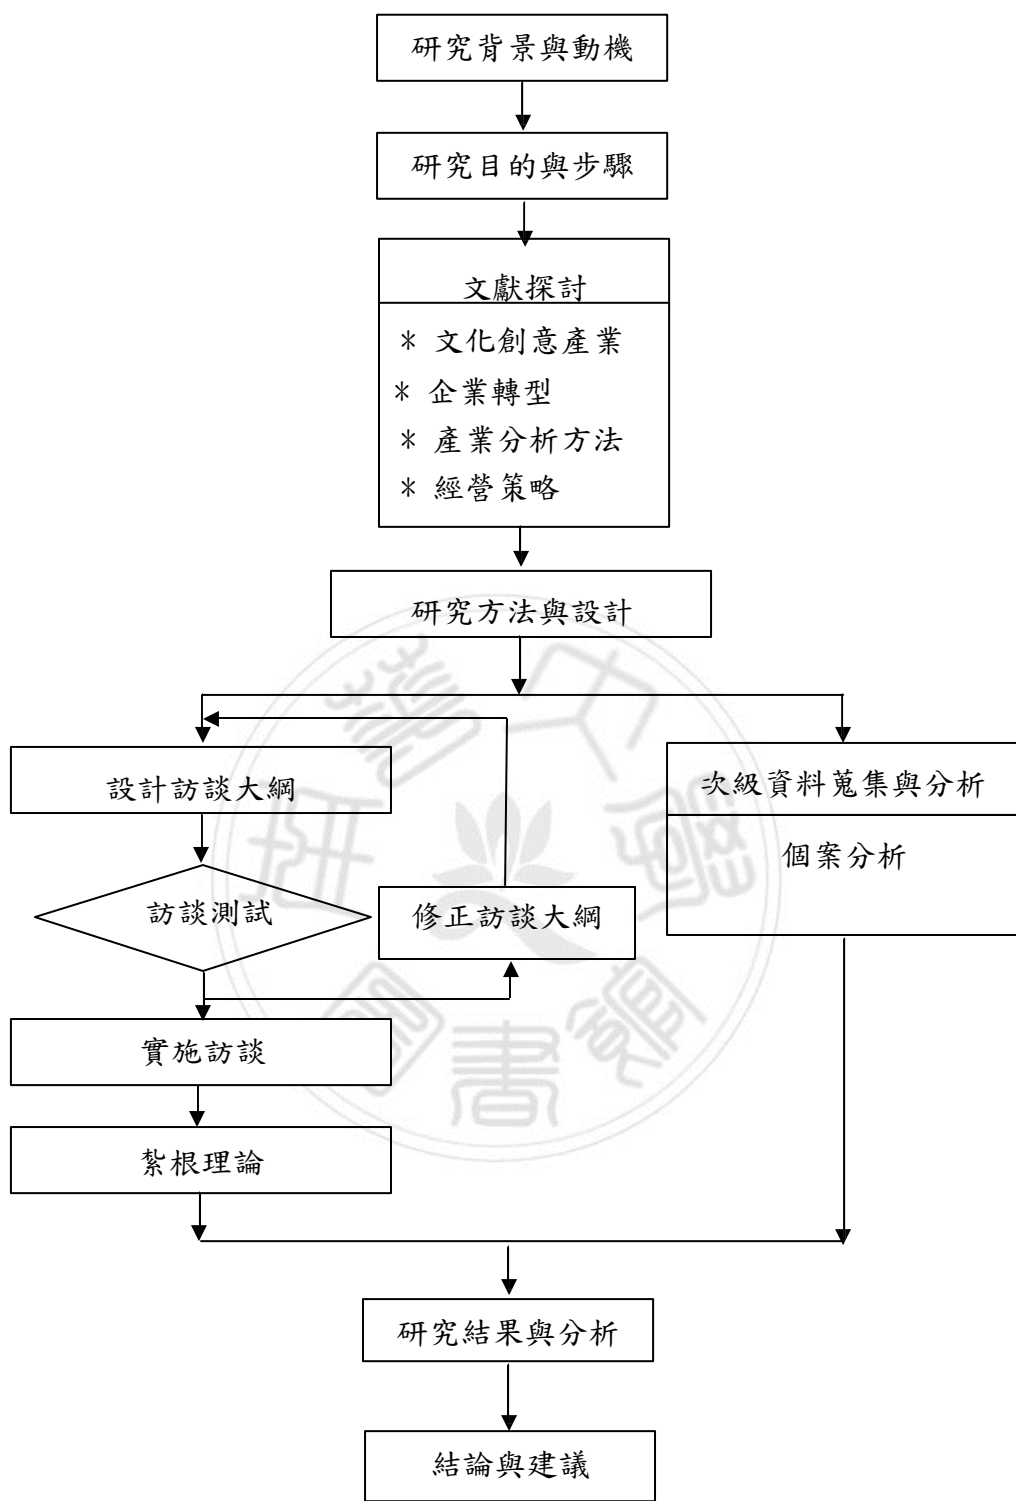 研究背景與動機
研究目的與步驟
文獻探討
* 文化創意產業
* 企業轉型
* 產業分析方法
* 經營策略
研究方法與設計
設計訪談大綱
訪談測試
修正訪談大綱
實施訪談
紮根理論
次級資料蒐集與分析
個案分析
研究結果與分析
結論與建議